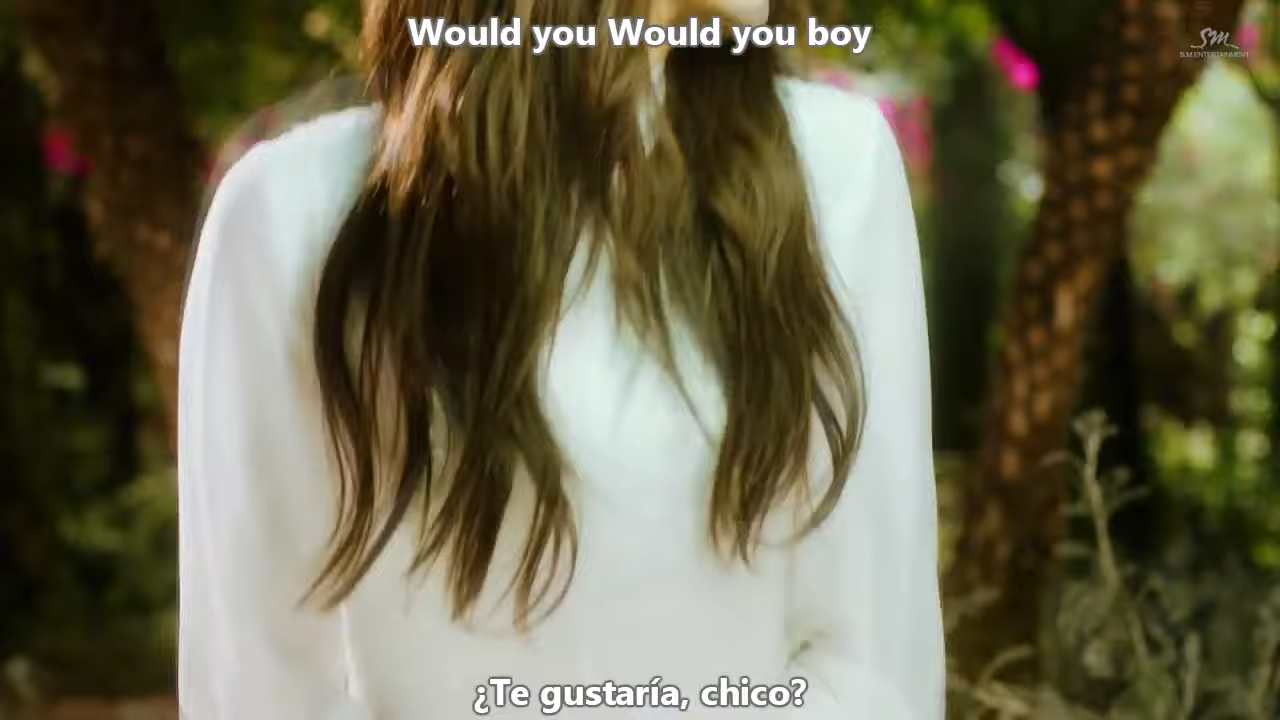 Would you Would you boy
SM
S.M.ENTERTAINMENT
¿Te gustaría, chico?